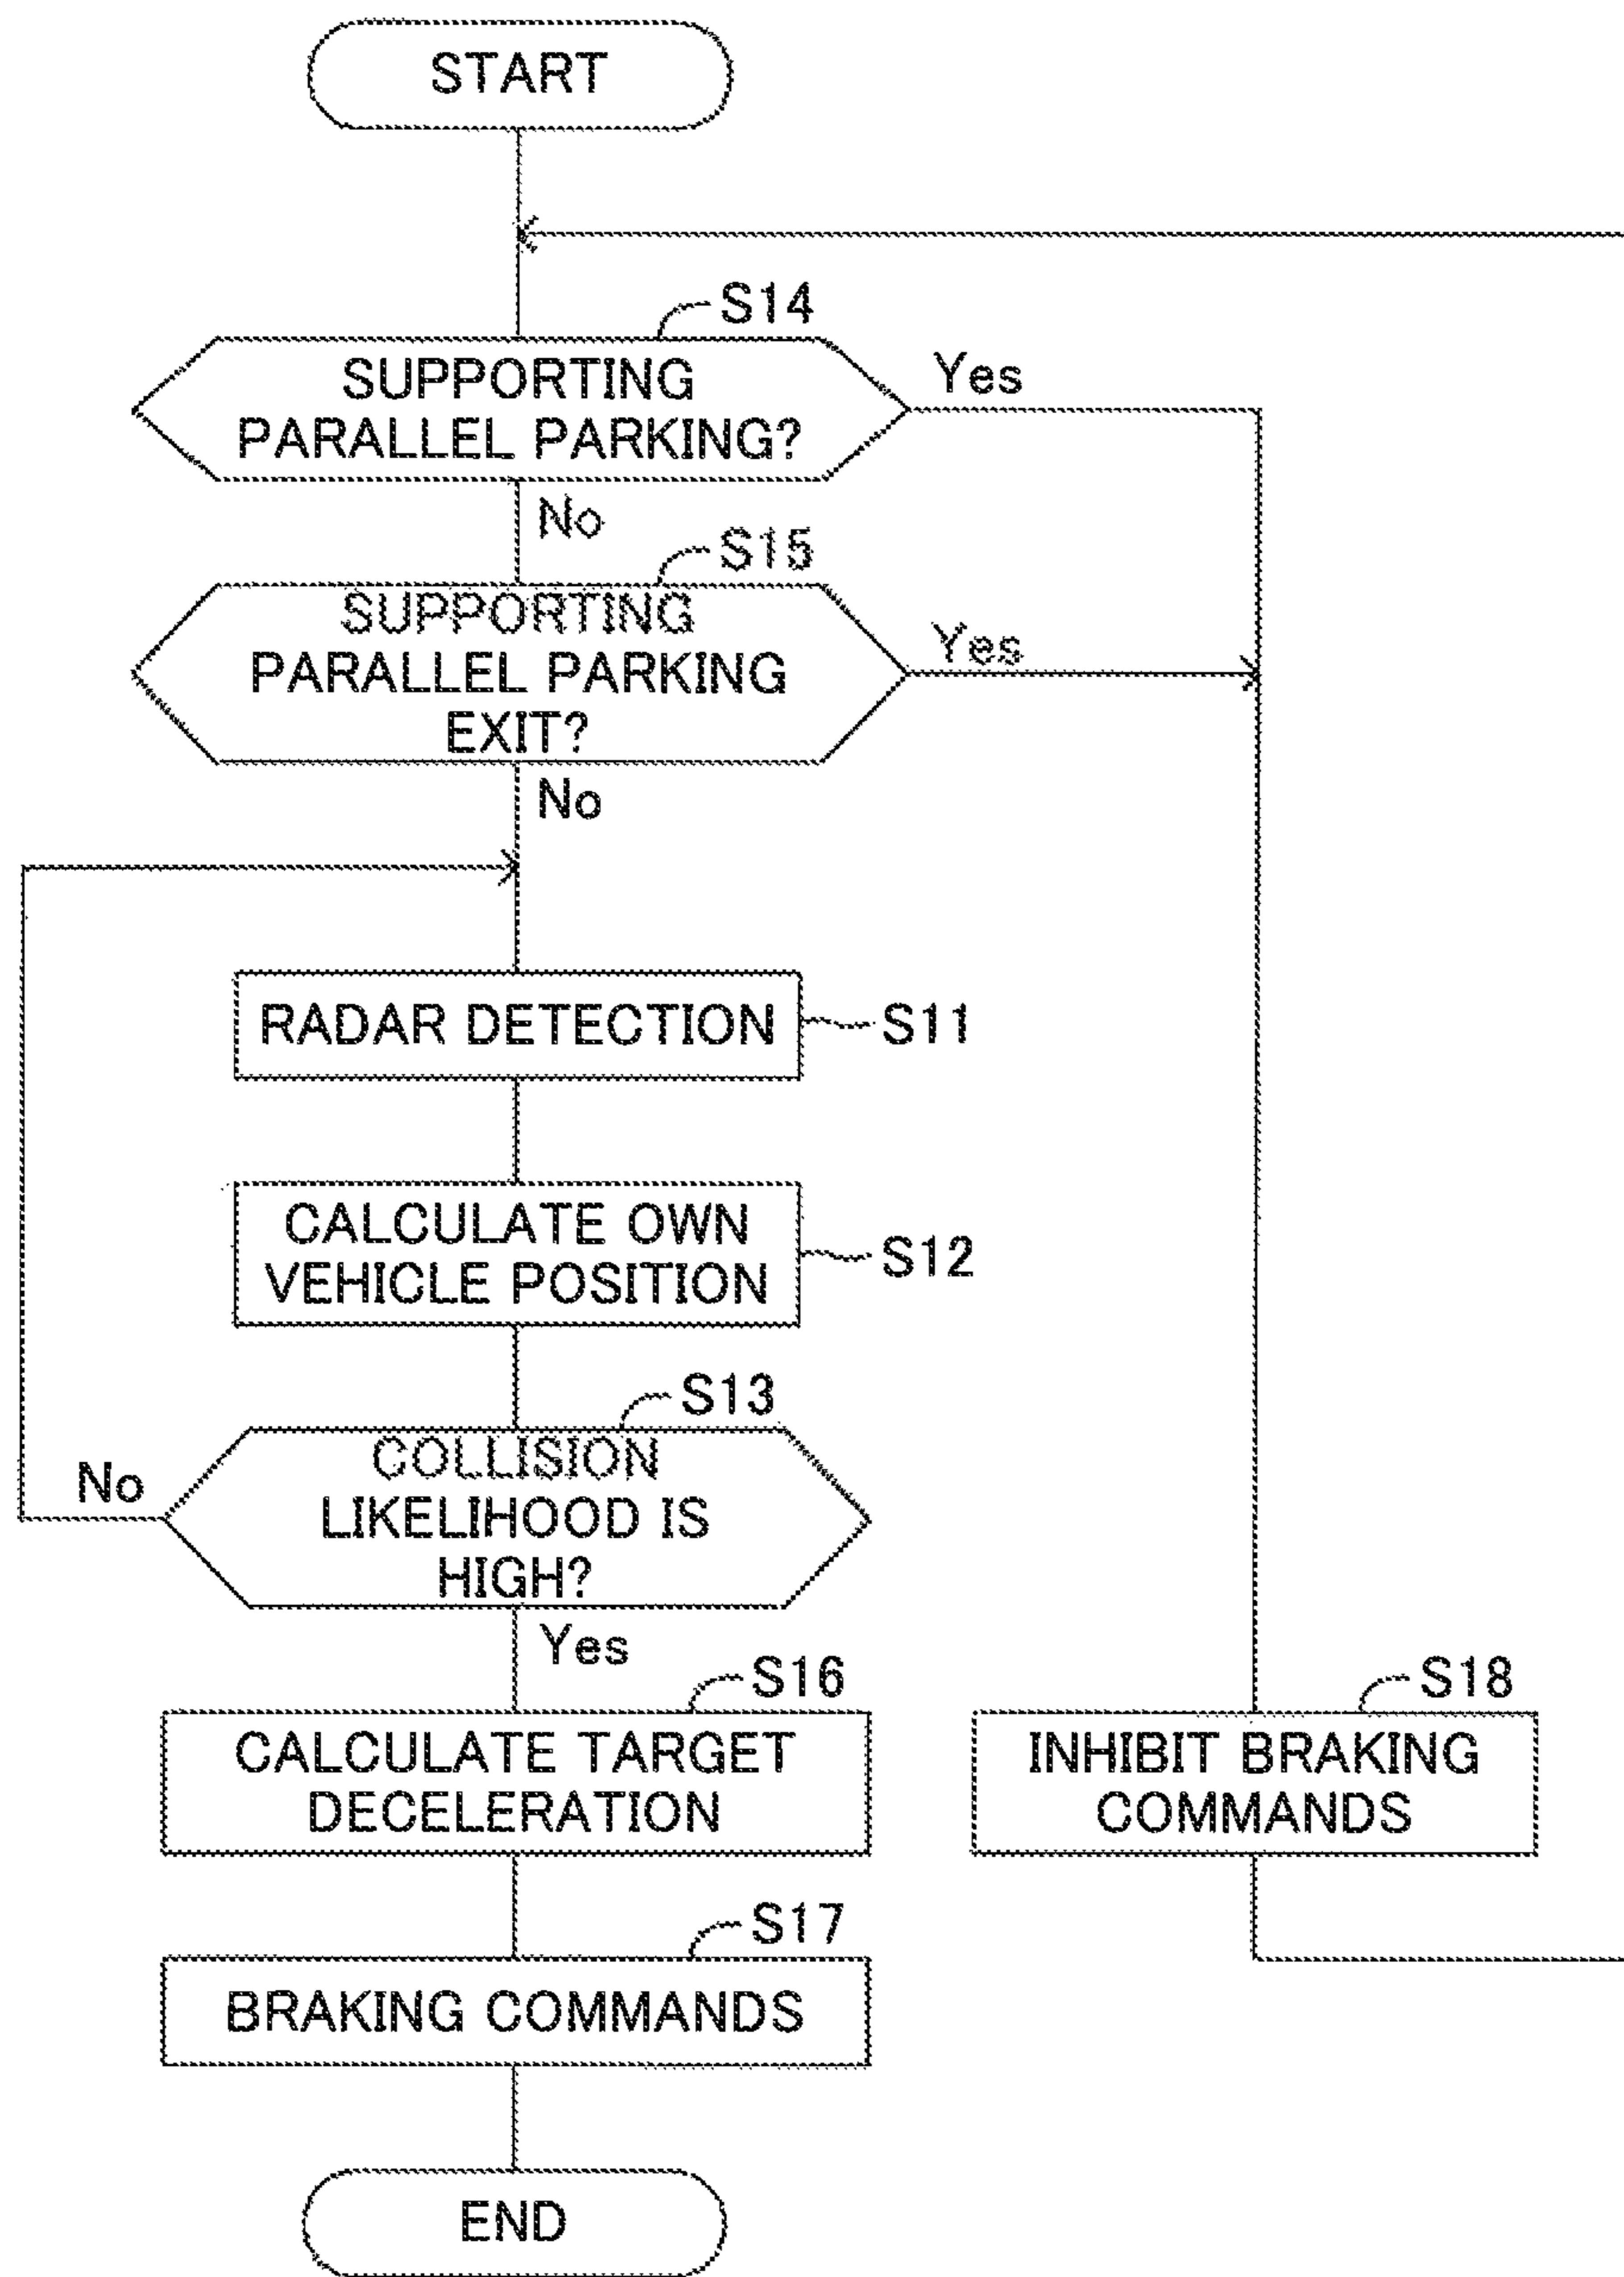 START
S14
SUPPORTING
PARALLEL PARKING?
Yes
No
S15
SUPPORTING
PARALLEL PARKING
EXIT?
Yes
No
RADAR DETECTION
S11
CALCULATE OWN
VEHICLE POSITION
S12
S13
COLLISION
LIKELIHOOD IS
HIGH?
No
Yes
S16
CALCULATE TARGET
DECELERATION
S18
INHIBIT BRAKING
COMMANDS
S17
BRAKING COMMANDS
END